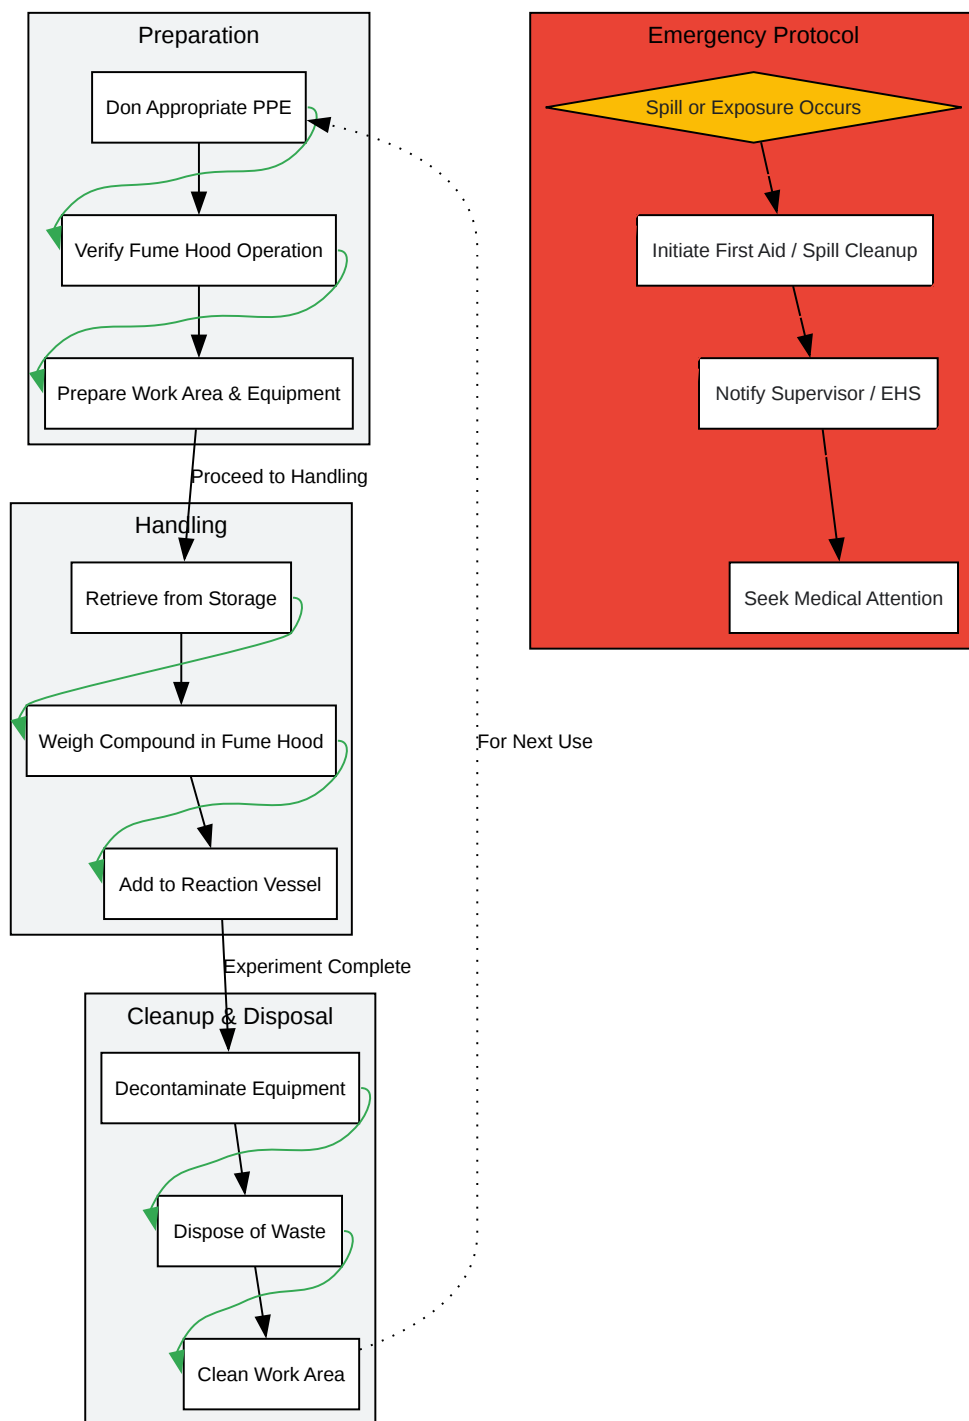 Preparation
Don Appropriate PPE
Verify Fume Hood Operation
Prepare Work Area & Equipment
Proceed to Handling
Handling
Retrieve from Storage
Weigh Compound in Fume Hood
Add to Reaction Vessel
Experiment Complete
Cleanup & Disposal
Decontaminate Equipment
Dispose of Waste
Clean Work Area
For Next Use
Emergency Protocol
Spill or Exposure Occurs
Initiate First Aid / Spill Cleanup
Notify Supervisor / EHS
Seek Medical Attention